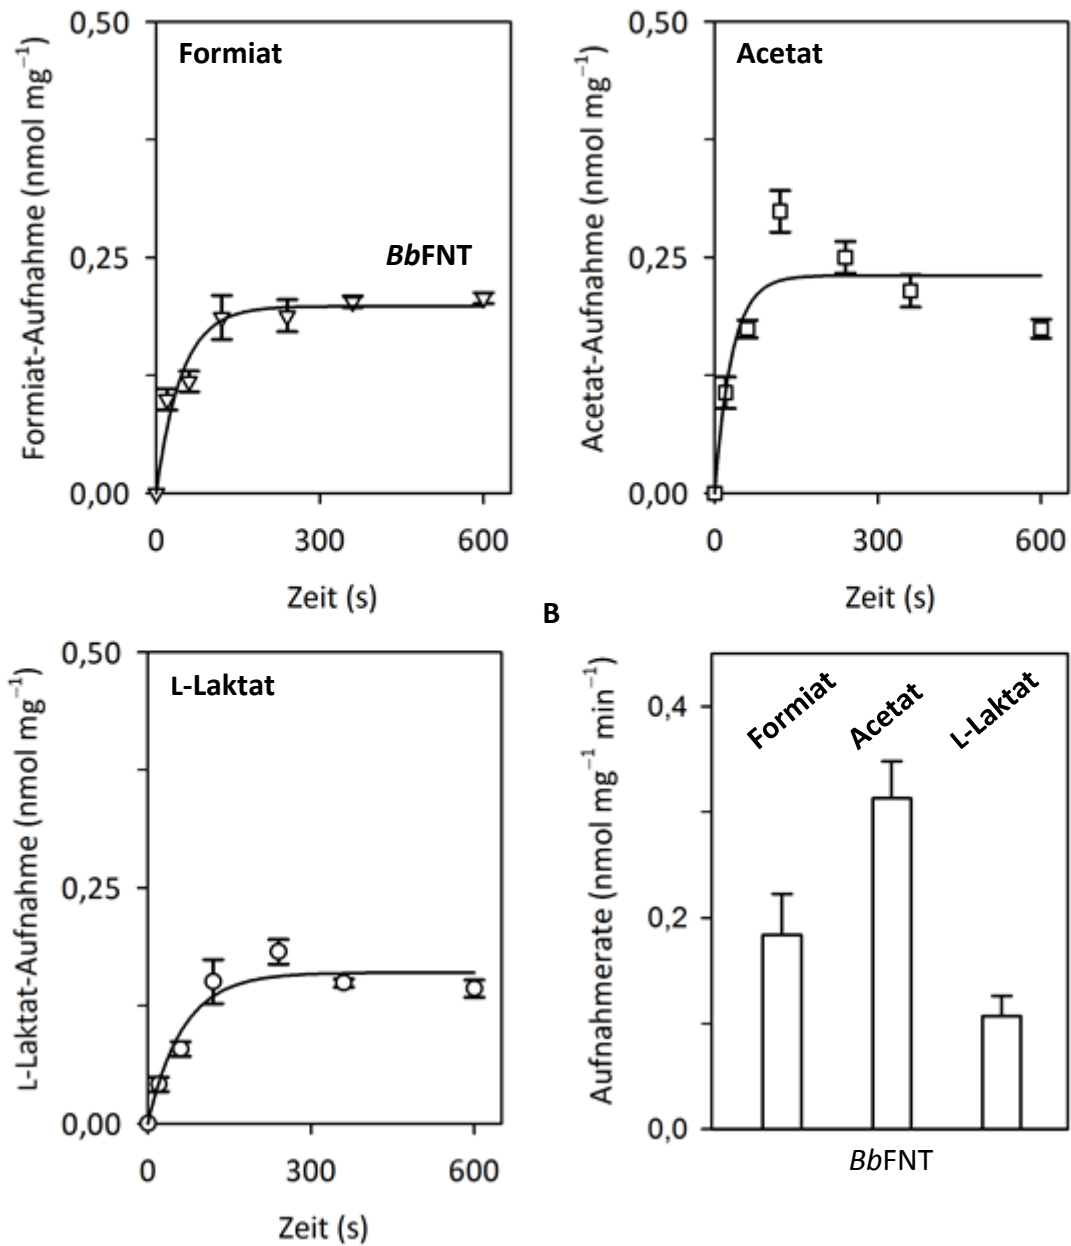 Formiat
BbFNT
Formiat-Aufnahme (nmol mg⁻¹)
0,50
0,25
0,00
0
300
600
Zeit (s)
Acetat
Acetat-Aufnahme (nmol mg⁻¹)
0,50
0,25
0,00
0
300
600
Zeit (s)
B
L-Laktat
L-Laktat-Aufnahme (nmol mg⁻¹)
0,50
0,25
0,00
0
300
600
Zeit (s)
Formiat
Acetat
L-Laktat
Aufnahmerate (nmol mg⁻¹ min⁻¹)
0,4
0,2
0,0
BbFNT